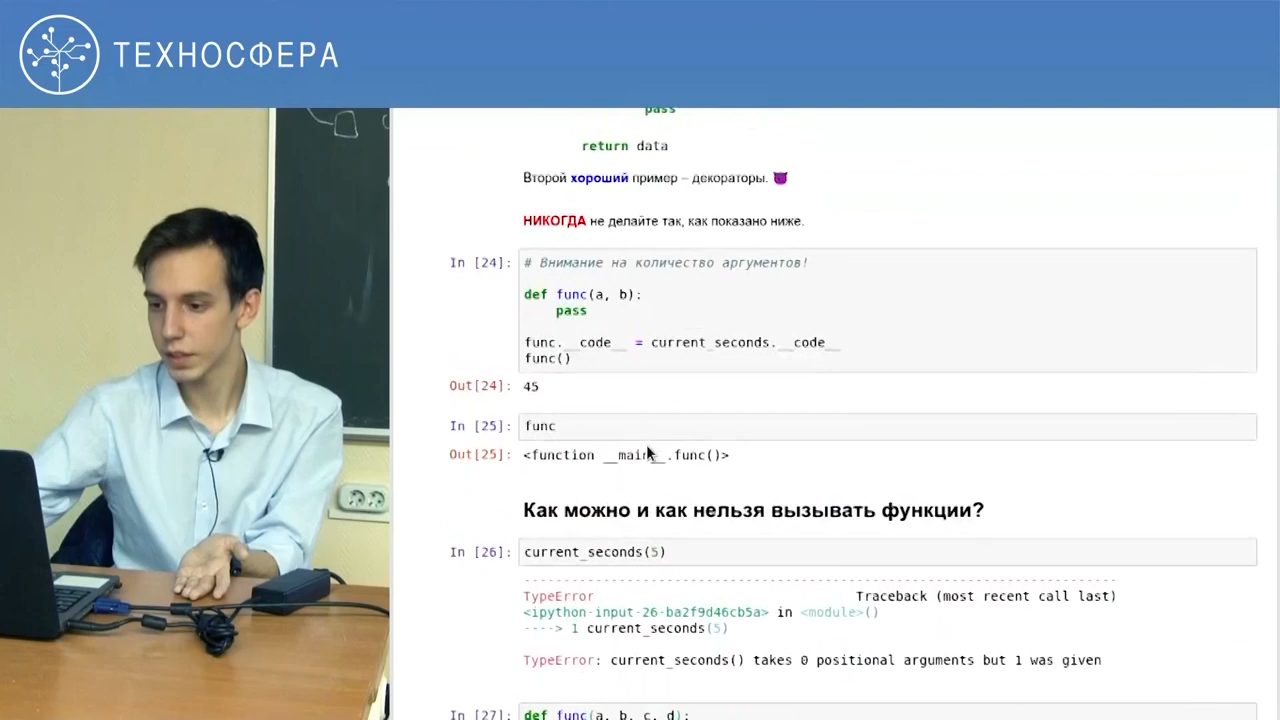 ТЕХНОСФЕРА
pass
return data
Второй хороший пример – декораторы. 😈
НИКОГДА не делайте так, как показано ниже.
In [24]: # Внимание на количество аргументов!
def func(a, b):
pass
func.__code__ = current_seconds.__code__
func()
Out[24]: 45
In [25]: func
Out[25]: <function __main__.func()>
Как можно и как нельзя вызывать функции?
In [26]: current_seconds(5)
---------------------------------------------------------------------------
TypeError Traceback (most recent call last)
<ipython-input-26-ba2f9d46cb5a> in <module>()
----> 1 current_seconds(5)
TypeError: current_seconds() takes 0 positional arguments but 1 was given
In [27]: def func(a, b, c, d):